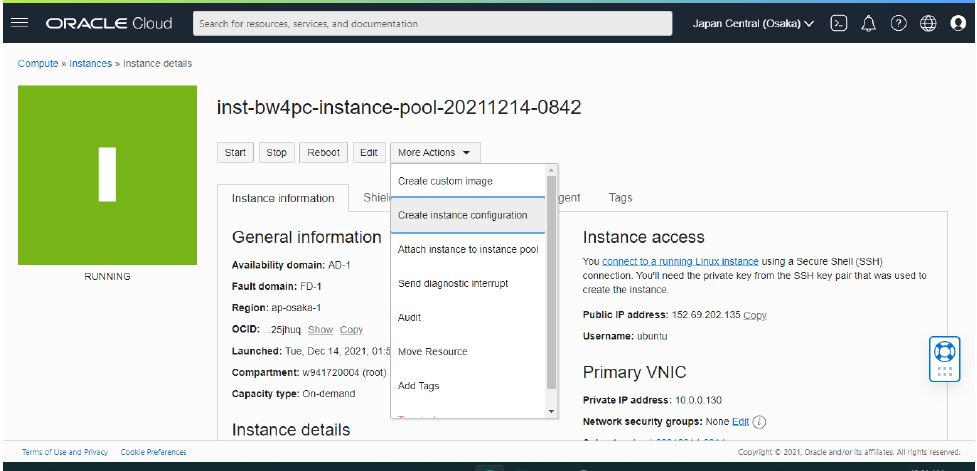 ORACLE Cloud
Search for resources, services, and documentation
Japan Central (Osaka)
Compute » Instances » Instance details
inst-bw4pc-instance-pool-20211214-0842
Start
Stop
Reboot
Edit
More Actions
Create custom image
Create instance configuration
Attach instance to instance pool
Send diagnostic interrupt
Audit
Move Resource
Add Tags
RUNNING
Instance information
Tags
General information
Availability domain: AD-1
Fault domain: FD-1
Region: ap-osaka-1
OCID: ...25jhuq Show Copy
Launched: Tue, Dec 14, 2021, 01:5
Compartment: w941720004 (root)
Capacity type: On-demand
Instance details
Instance access
You connect to a running Linux instance using a Secure Shell (SSH)
connection. You'll need the private key from the SSH key pair that was used to
create the instance.
Public IP address: 152.69.202.135 Copy
Username: ubuntu
Primary VNIC
Private IP address: 10.0.0.130
Network security groups: None Edit
Terms of Use and Privacy
Cookie Preferences
Copyright © 2021, Oracle and/or its affiliates. All rights reserved.